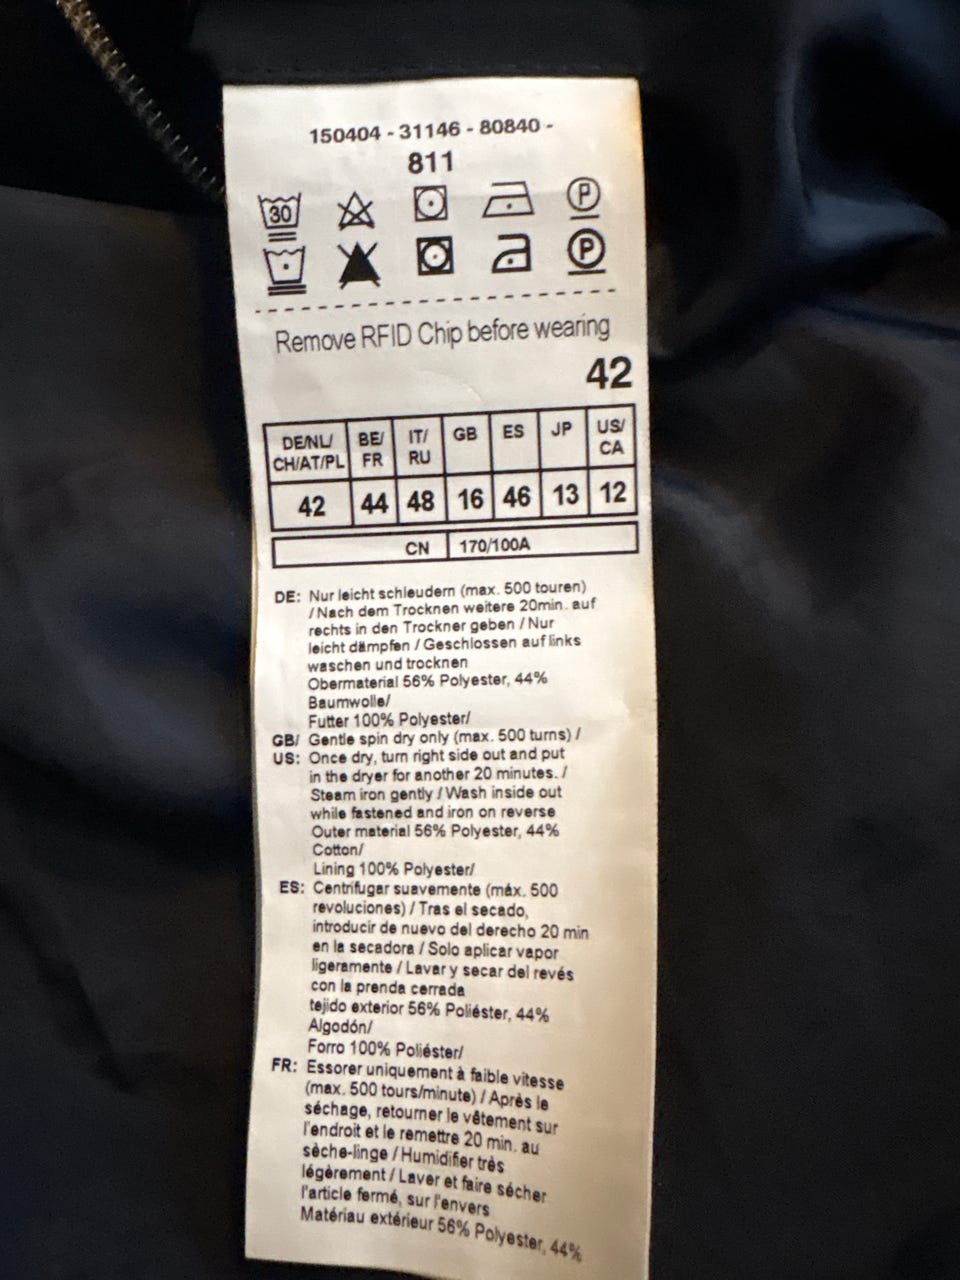 150404 - 31146 - 80840 -
811
30
P
P
Remove RFID Chip before wearing
42
DE/NL/ CH/AT/PL BE/ FR IT/ RU GB ES JP US/ CA
42 44 48 16 46 13 12
CN 170/100A
DE: Nur leicht schleudern (max. 500 touren)
/ Nach dem Trocknen weitere 20min. auf
rechts in den Trockner geben / Nur
leicht dämpfen / Geschlossen auf links
waschen und trocknen
Obermaterial 56% Polyester, 44%
Baumwolle/
Futter 100% Polyester/
GB/ Gentle spin dry only (max. 500 turns) /
US: Once dry, turn right side out and put
in the dryer for another 20 minutes. /
Steam iron gently / Wash inside out
while fastened and iron on reverse
Outer material 56% Polyester, 44%
Cotton/
Lining 100% Polyester/
ES: Centrifugar suavemente (máx. 500
revoluciones) / Tras el secado,
introducir de nuevo del derecho 20 min
en la secadora / Solo aplicar vapor
ligeramente / Lavar y secar del revés
con la prenda cerrada
tejido exterior 56% Poliéster, 44%
Algodón/
Forro 100% Poliéster/
FR: Essorer uniquement à faible vitesse
(max. 500 tours/minute) / Après le
séchage, retourner le vêtement sur
l'endroit et le remettre 20 min. au
sèche-linge / Humidifier très
légèrement / Laver et faire sécher
l'article fermé, sur l'envers
Matériau extérieur 56% Polyester, 44%